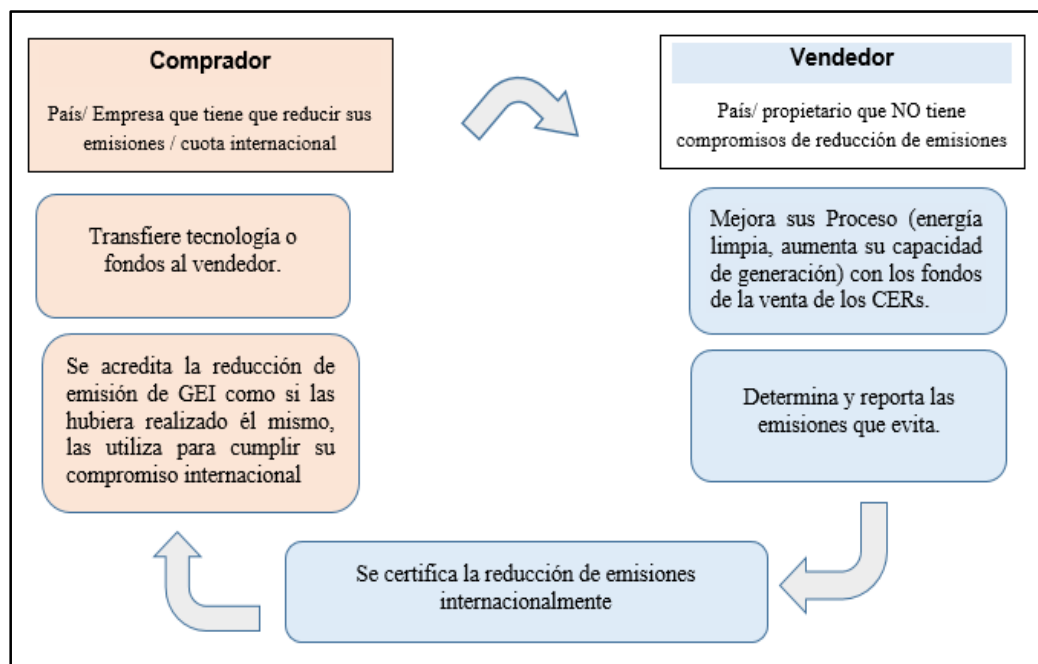 Comprador
País/ Empresa que tiene que reducir sus
emisiones / cuota internacional
Transfiere tecnología o
fondos al vendedor.
Se acredita la reducción de
emisión de GEI como si las
hubiera realizado él mismo,
las utiliza para cumplir su
compromiso internacional
Vendedor
País/ propietario que NO tiene
compromisos de reducción de emisiones
Mejora sus Proceso (energía
limpia, aumenta su capacidad
de generación) con los fondos
de la venta de los CERs.
Determina y reporta las
emisiones que evita.
Se certifica la reducción de emisiones
internacionalmente